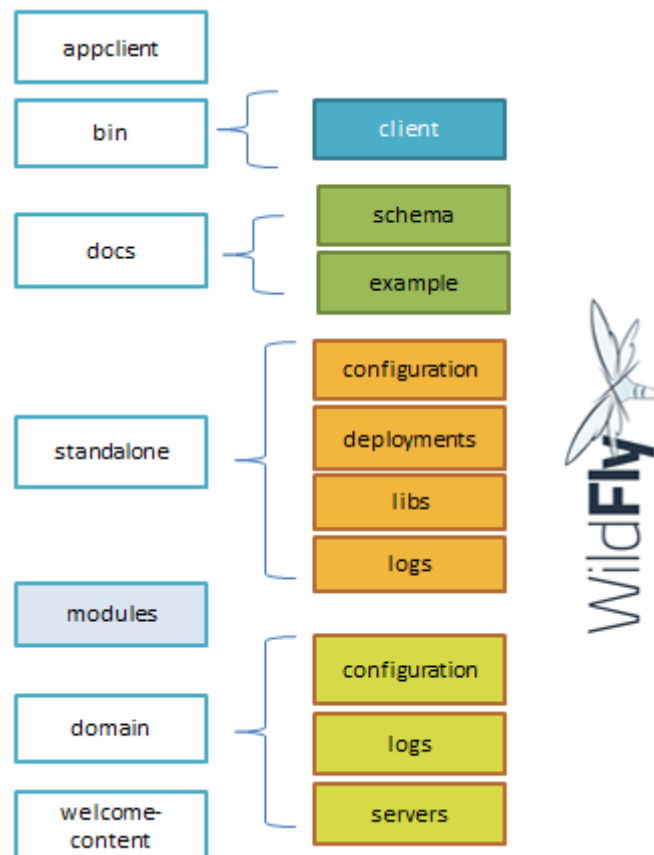 appclient
bin
client
docs
schema
example
standalone
configuration
deployments
libs
logs
modules
domain
configuration
logs
servers
welcome-
content
WildFly